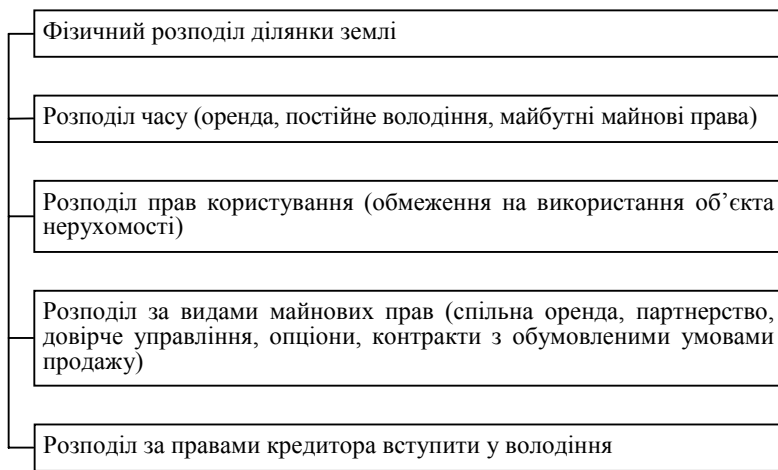 Фізичний розподіл ділянки землі
Розподіл часу (оренда, постійне володіння, майбутні майнові права)
Розподіл прав користування (обмеження на використання об’єкта
нерухомості)
Розподіл за видами майнових прав (спільна оренда, партнерство,
довірче управління, опціони, контракти з обумовленими умовами
продажу)
Розподіл за правами кредитора вступити у володіння